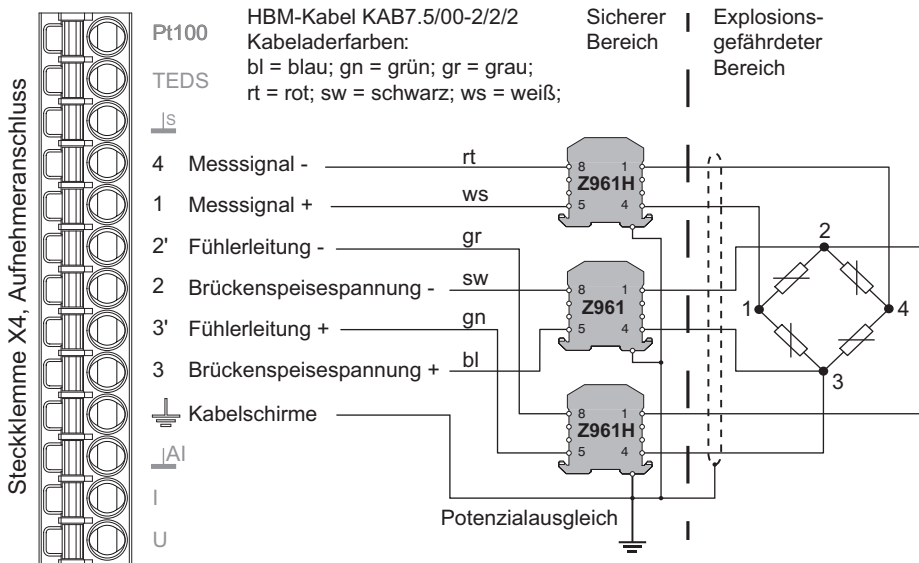 HBM-Kabel KAB7.5/00-2/2/2
Kabeladerfarben:
bl = blau; gn = grün; gr = grau;
rt = rot; sw = schwarz; ws = weiß;
Sicherer
Bereich
Explosions-
gefährdeter
Bereich
Steckklemme X4, Aufnehmeranschluss
Pt100
TEDS
s
4 Messsignal - rt
1 Messsignal + ws
2' Fühlerleitung - gr
2 Brückenspeisespannung - sw
3' Fühlerleitung + gn
3 Brückenspeisespannung + bl
Kabelschirme
AI
I
U
8 1
Z961H
5 4
8 1
Z961
5 4
8 1
Z961H
5 4
Potenzialausgleich
2
1
4
3